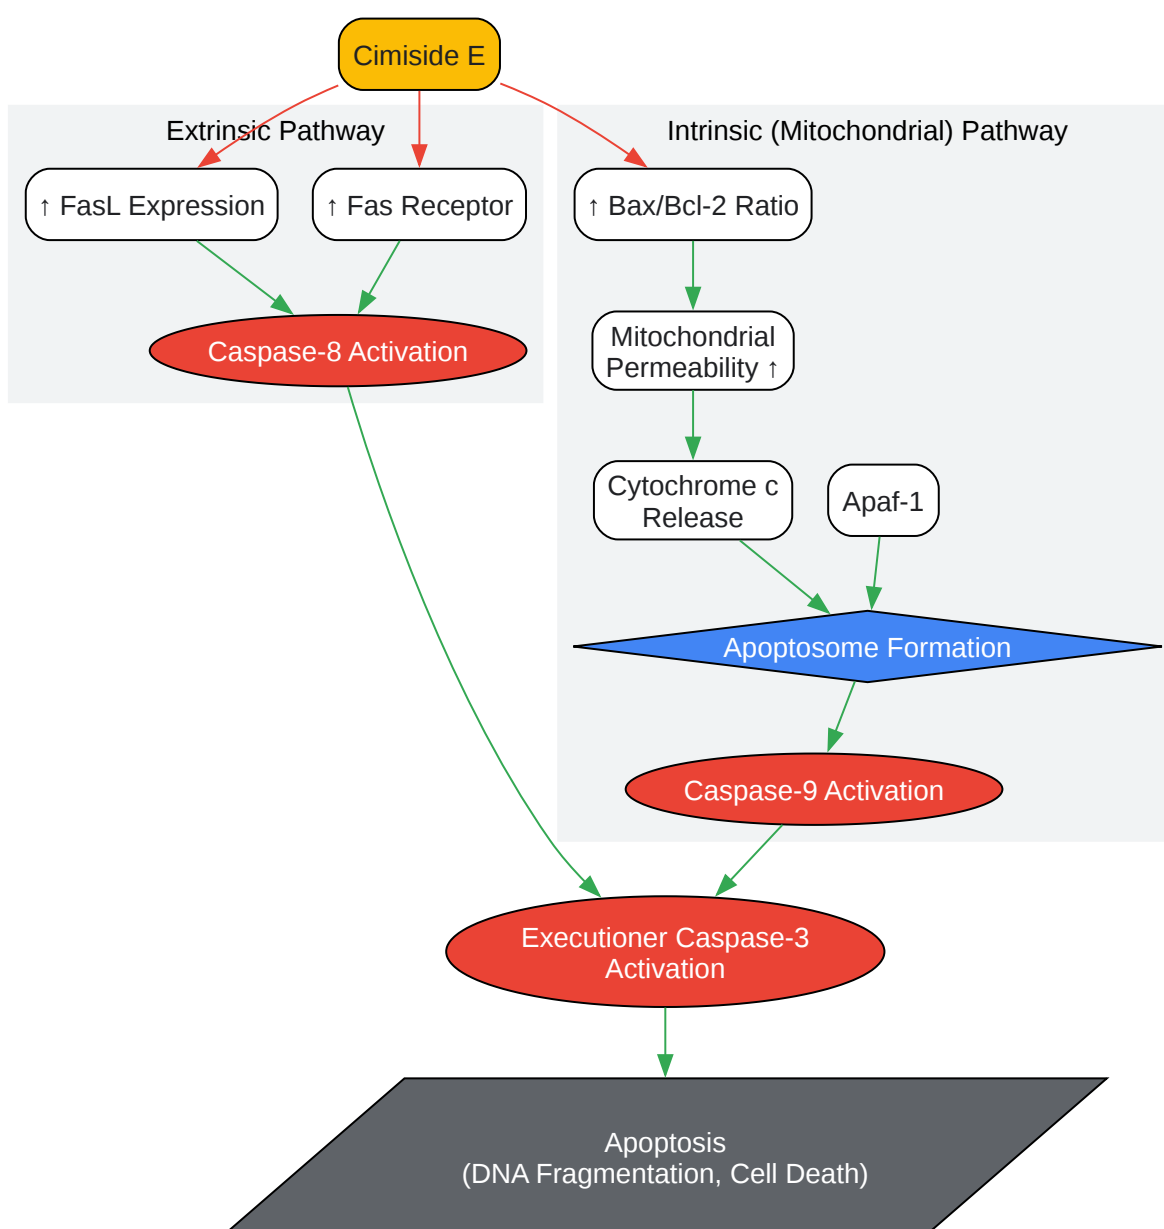 Cimiside E
Extrinsic Pathway
Intrinsic (Mitochondrial) Pathway
↑ FasL Expression
↑ Fas Receptor
↑ Bax/Bcl-2 Ratio
Caspase-8 Activation
Mitochondrial
Permeability ↑
Cytochrome c
Release
Apaf-1
Apoptosome Formation
Caspase-9 Activation
Executioner Caspase-3
Activation
Apoptosis
(DNA Fragmentation, Cell Death)